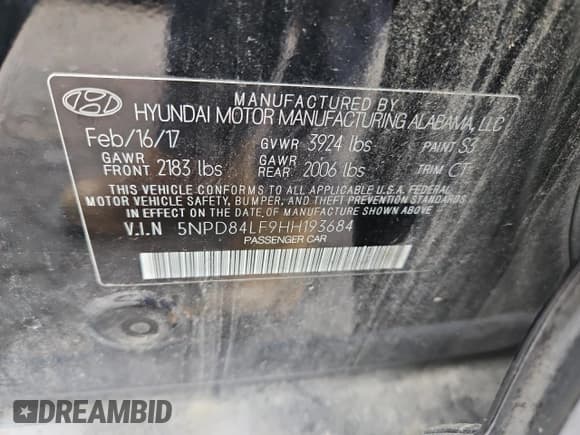 MANUFACTURED BY
HYUNDAI MOTOR MANUFACTURING ALABAMA, LLC
Feb/16/17 GVWR 3924 lbs PAINT S3
GAWR FRONT 2183 lbs GAWR REAR 2006 lbs TRIM CT
THIS VEHICLE CONFORMS TO ALL APPLICABLE U.S.A. FEDERAL
MOTOR VEHICLE SAFETY, BUMPER, AND THEFT PREVENTION STANDARDS
IN EFFECT ON THE DATE OF MANUFACTURE SHOWN ABOVE.
V.I.N 5NPD84LF9HH193684
PASSENGER CAR
DREAMBID